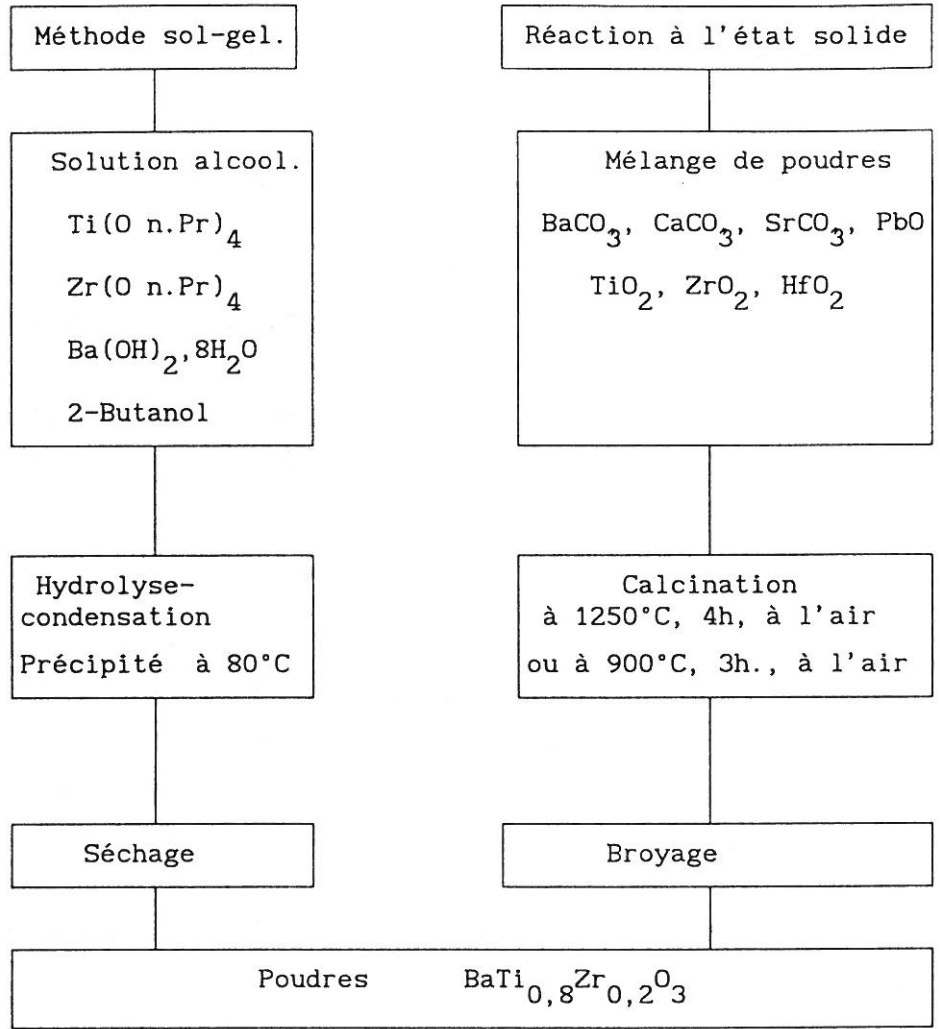 Méthode sol-gel.
Solution alcool.
Ti(O n.Pr)₄
Zr(O n.Pr)₄
Ba(OH)₂,8H₂O
2-Butanol
Hydrolyse-
condensation
Précipité à 80°C
Séchage
Réaction à l'état solide
Mélange de poudres
BaCO₃, CaCO₃, SrCO₃, PbO
TiO₂, ZrO₂, HfO₂
Calcination
à 1250°C, 4h, à l'air
ou à 900°C, 3h., à l'air
Broyage
Poudres BaTi₀,₈Zr₀,₂O₃